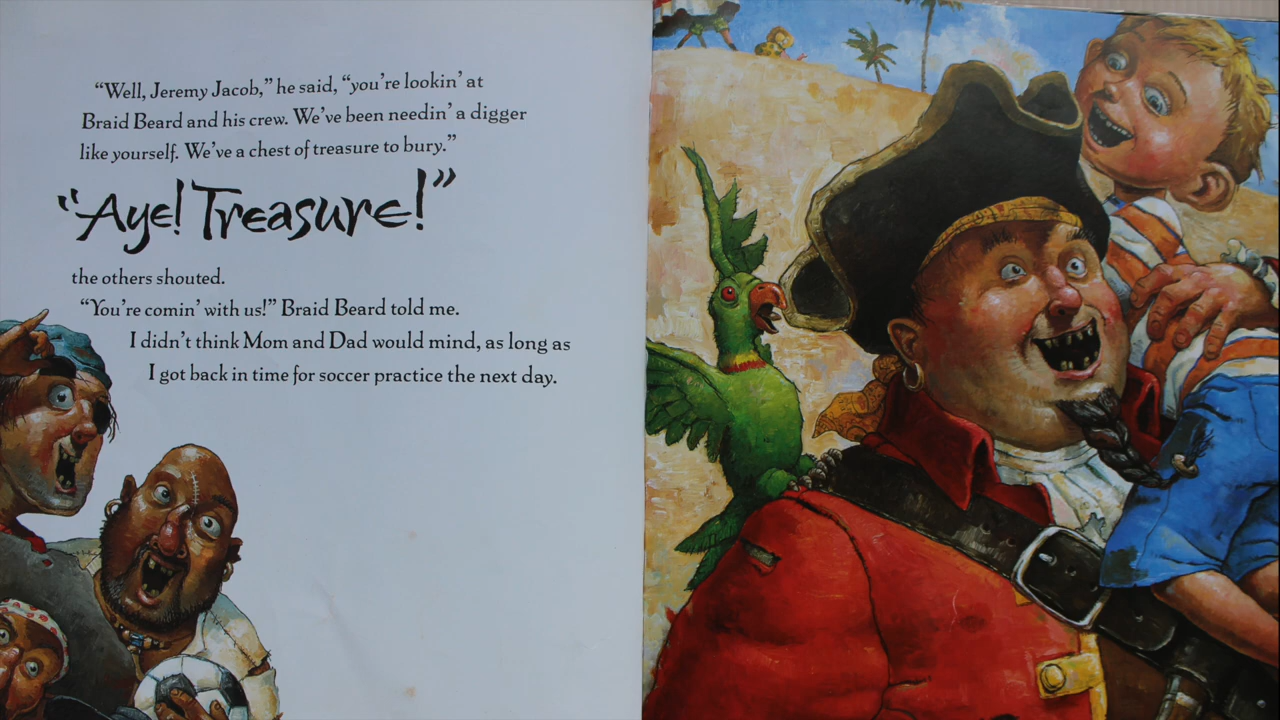 “Well, Jeremy Jacob,” he said, “you’re lookin’ at
Braid Beard and his crew. We’ve been needin’ a digger
like yourself. We’ve a chest of treasure to bury.”
“Aye! Treasure!”
the others shouted.
“You’re comin’ with us!” Braid Beard told me.
I didn’t think Mom and Dad would mind, as long as
I got back in time for soccer practice the next day.